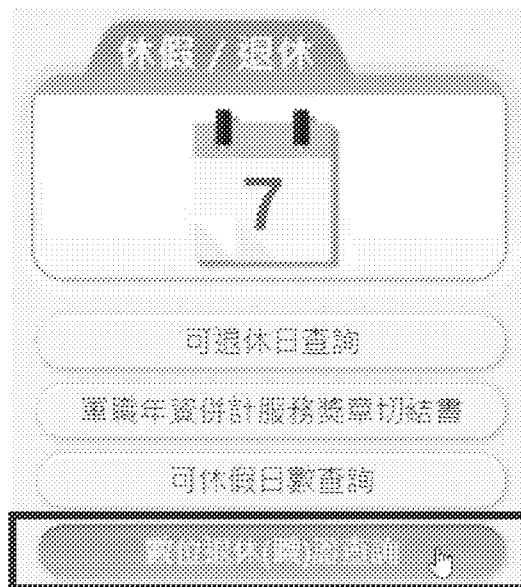 休假/退休
7
可退休日查詢
軍職年資併計服務獎章切結書
可休假日數查詢